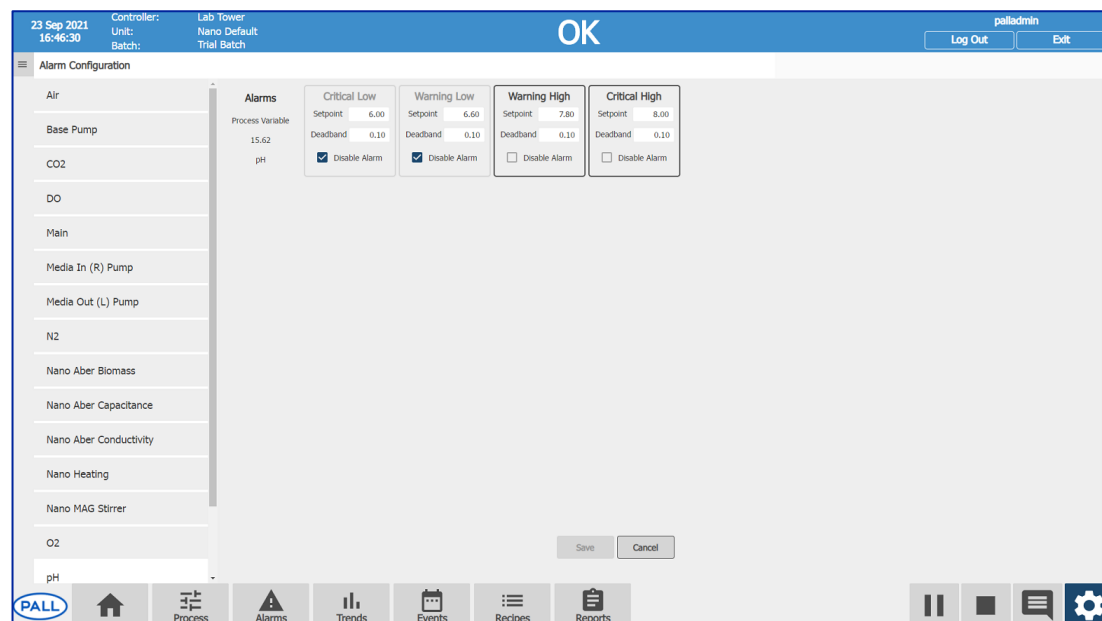 23 Sep 2021
16:46:30
Controller: Lab Tower
Unit: Nano Default
Batch: Trial Batch
OK
palladmin
Log Out Exit
Alarm Configuration
Air
Base Pump
CO2
DO
Main
Media In (R) Pump
Media Out (L) Pump
N2
Nano Aber Biomass
Nano Aber Capacitance
Nano Aber Conductivity
Nano Heating
Nano MAG Stirrer
O2
pH
Alarms
Process Variable
15.62
pH
Critical Low
Setpoint 6.00
Deadband 0.10
Disable Alarm
Warning Low
Setpoint 6.60
Deadband 0.10
Disable Alarm
Warning High
Setpoint 7.80
Deadband 0.10
Disable Alarm
Critical High
Setpoint 8.00
Deadband 0.10
Disable Alarm
Save Cancel
PALL
Process Alarms Trends Events Recipes Reports